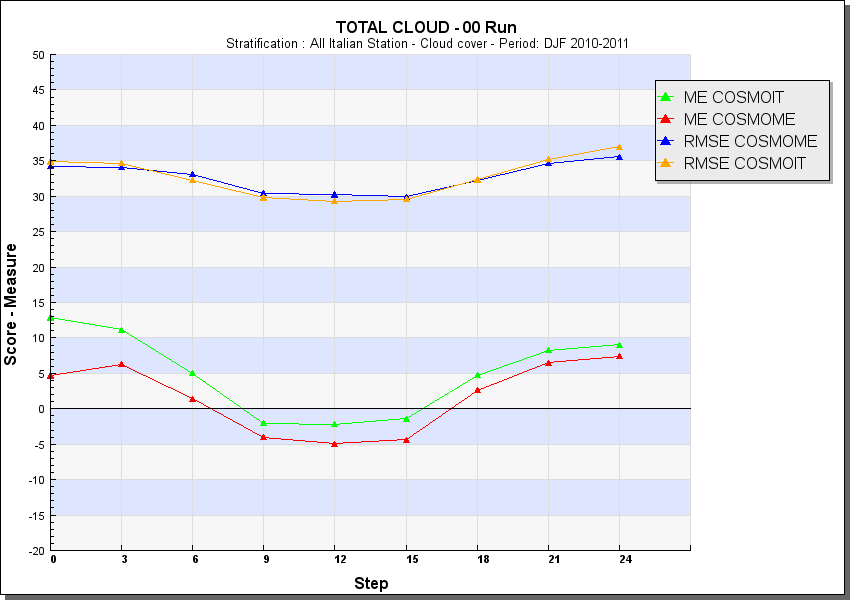 TOTAL CLOUD - 00 Run
Stratification : All Italian Station - Cloud cover - Period: DJF 2010-2011
ME COSMOIT
ME COSMOME
RMSE COSMOME
RMSE COSMOIT
Score - Measure
50
45
40
35
30
25
20
15
10
5
0
-5
-10
-15
-20
0 3 6 9 12 15 18 21 24
Step